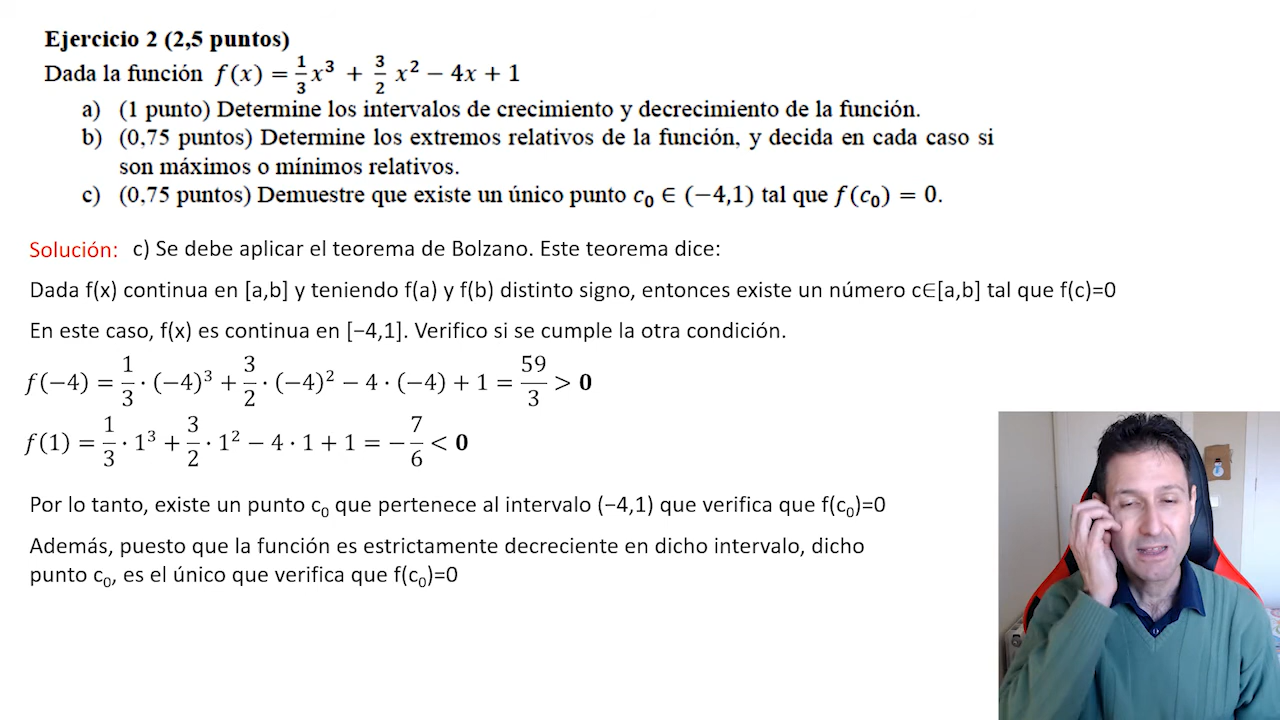 Ejercicio 2 (2,5 puntos)
Dada la función f(x) = 1/3 x³ + 3/2 x² − 4x + 1
a) (1 punto) Determine los intervalos de crecimiento y decrecimiento de la función.
b) (0,75 puntos) Determine los extremos relativos de la función, y decida en cada caso si
son máximos o mínimos relativos.
c) (0,75 puntos) Demuestre que existe un único punto c₀ ∈ (−4,1) tal que f(c₀) = 0.
Solución: c) Se debe aplicar el teorema de Bolzano. Este teorema dice:
Dada f(x) continua en [a,b] y teniendo f(a) y f(b) distinto signo, entonces existe un número c∈[a,b] tal que f(c)=0
En este caso, f(x) es continua en [−4,1]. Verifico si se cumple la otra condición.
f(−4) = 1/3 · (−4)³ + 3/2 · (−4)² − 4 · (−4) + 1 = 59/3 > 0
f(1) = 1/3 · 1³ + 3/2 · 1² − 4 · 1 + 1 = − 7/6 < 0
Por lo tanto, existe un punto c₀ que pertenece al intervalo (−4,1) que verifica que f(c₀)=0
Además, puesto que la función es estrictamente decreciente en dicho intervalo, dicho
punto c₀, es el único que verifica que f(c₀)=0